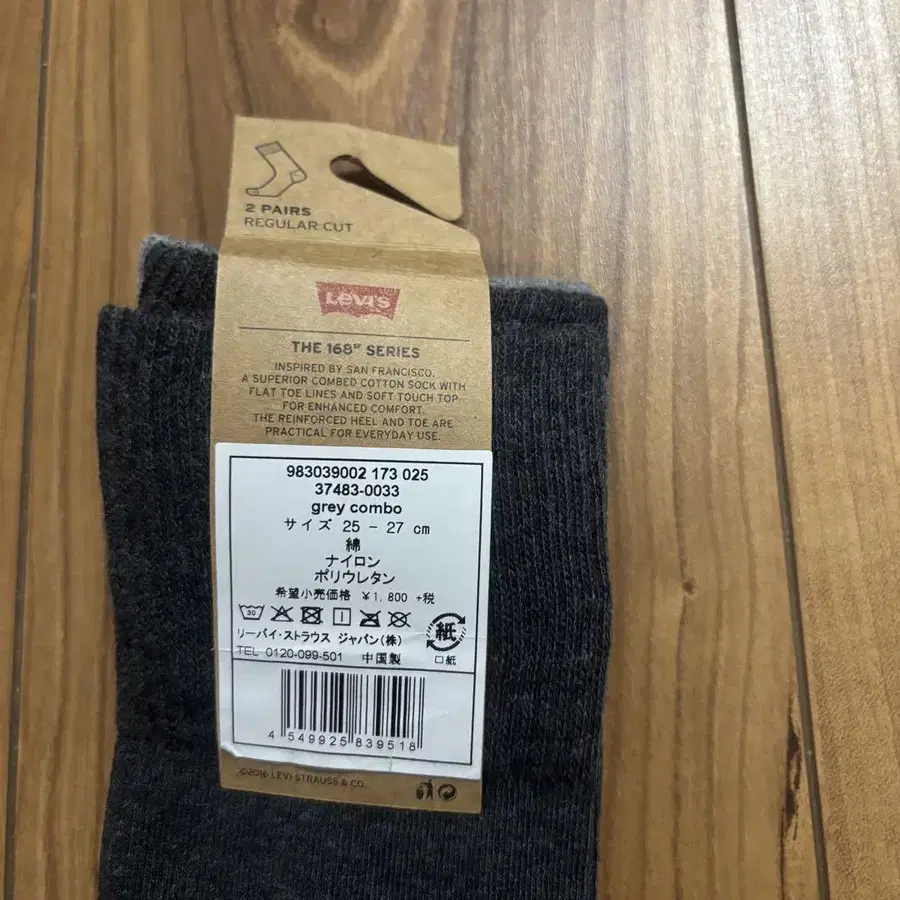 2 PAIRS
REGULAR CUT
Levi's
THE 168ST SERIES
INSPIRED BY SAN FRANCISCO.
A SUPERIOR COMBED COTTON SOCK WITH
FLAT TOE LINES AND SOFT TOUCH TOP
FOR ENHANCED COMFORT.
THE REINFORCED HEEL AND TOE ARE
PRACTICAL FOR EVERYDAY USE.
983039002 173 025
37483-0033
grey combo
サイズ 25 - 27 cm
綿
ナイロン
ポリウレタン
希望小売価格 ¥1,800 +税
30
リーバイ・ストラウス ジャパン(株)
TEL 0120-099-501 中国製
紙
口紙
4 549925 839518
©2016 LEVI STRAUSS & CO.